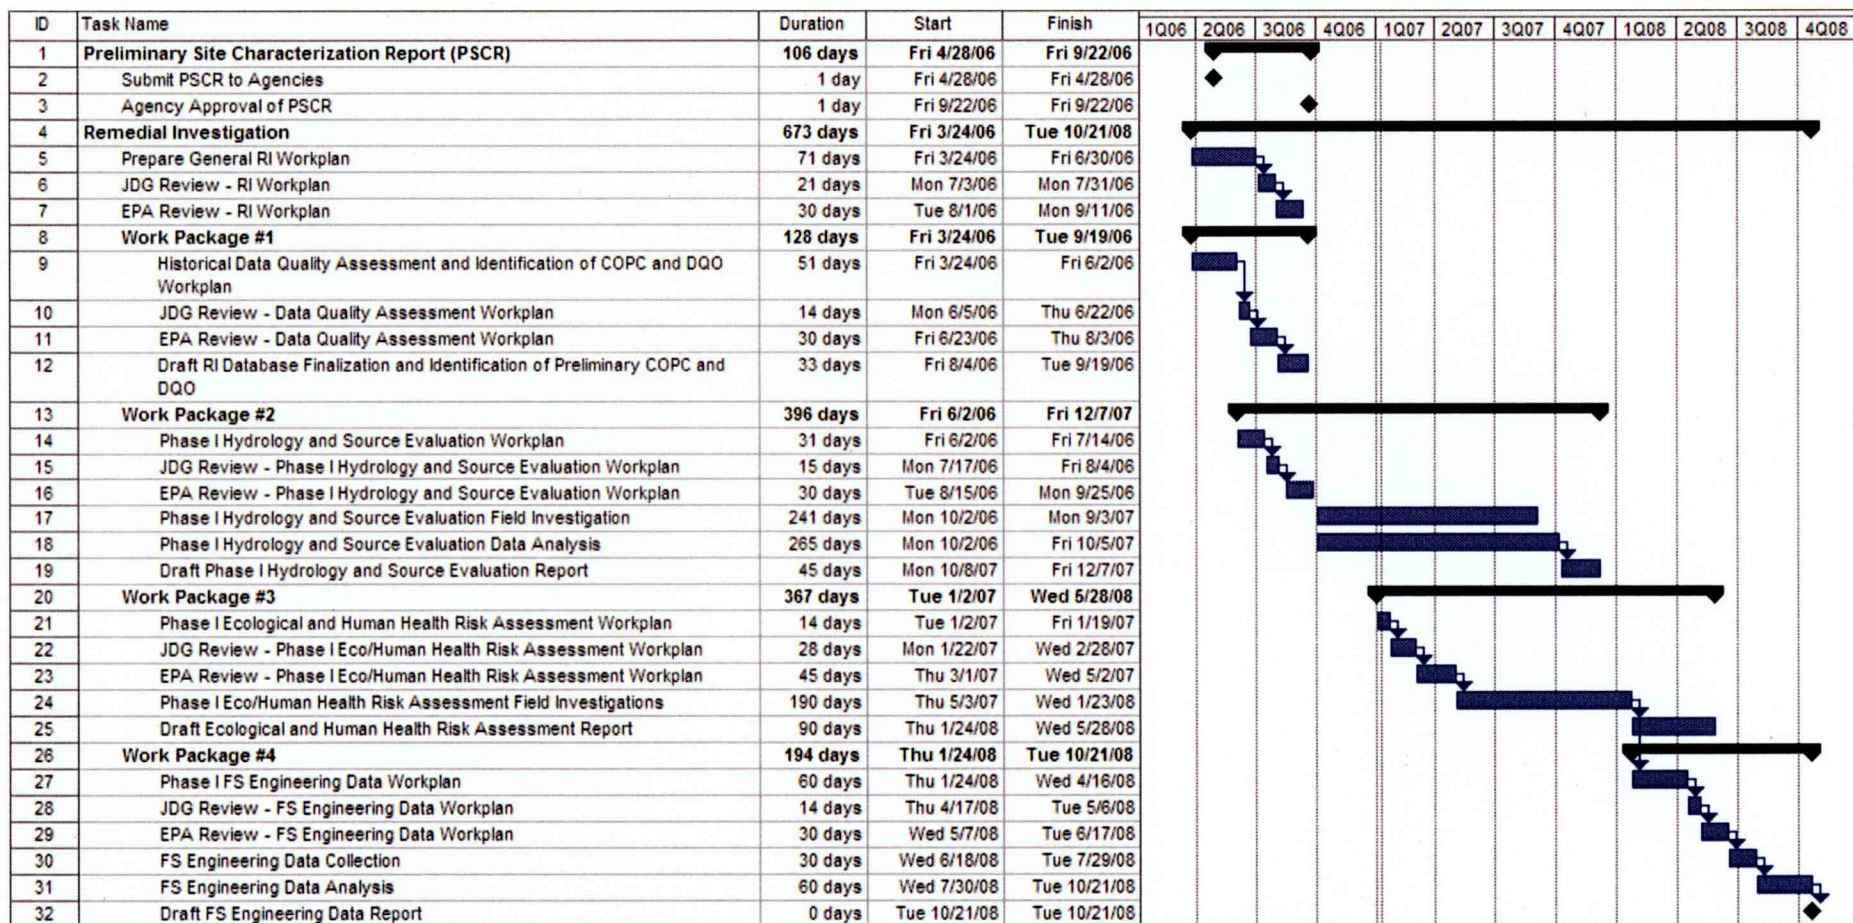 ID Task Name Duration Start Finish 1Q06 2Q06 3Q06 4Q06 1Q07 2Q07 3Q07 4Q07 1Q08 2Q08 3Q08 4Q08
1 Preliminary Site Characterization Report (PSCR) 106 days Fri 4/28/06 Fri 9/22/06
2 Submit PSCR to Agencies 1 day Fri 4/28/06 Fri 4/28/06
3 Agency Approval of PSCR 1 day Fri 9/22/06 Fri 9/22/06
4 Remedial Investigation 673 days Fri 3/24/06 Tue 10/21/08
5 Prepare General RI Workplan 71 days Fri 3/24/06 Fri 6/30/06
6 JDG Review - RI Workplan 21 days Mon 7/3/06 Mon 7/31/06
7 EPA Review - RI Workplan 30 days Tue 8/1/06 Mon 9/11/06
8 Work Package #1 128 days Fri 3/24/06 Tue 9/19/06
9 Historical Data Quality Assessment and Identification of COPC and DQO 51 days Fri 3/24/06 Fri 6/2/06
Workplan
10 JDG Review - Data Quality Assessment Workplan 14 days Mon 6/5/06 Thu 6/22/06
11 EPA Review - Data Quality Assessment Workplan 30 days Fri 6/23/06 Thu 8/3/06
12 Draft RI Database Finalization and Identification of Preliminary COPC and 33 days Fri 8/4/06 Tue 9/19/06
DQO
13 Work Package #2 396 days Fri 6/2/06 Fri 12/7/07
14 Phase I Hydrology and Source Evaluation Workplan 31 days Fri 6/2/06 Fri 7/14/06
15 JDG Review - Phase I Hydrology and Source Evaluation Workplan 15 days Mon 7/17/06 Fri 8/4/06
16 EPA Review - Phase I Hydrology and Source Evaluation Workplan 30 days Tue 8/15/06 Mon 9/25/06
17 Phase I Hydrology and Source Evaluation Field Investigation 241 days Mon 10/2/06 Mon 9/3/07
18 Phase I Hydrology and Source Evaluation Data Analysis 265 days Mon 10/2/06 Fri 10/5/07
19 Draft Phase I Hydrology and Source Evaluation Report 45 days Mon 10/8/07 Fri 12/7/07
20 Work Package #3 367 days Tue 1/2/07 Wed 5/28/08
21 Phase I Ecological and Human Health Risk Assessment Workplan 14 days Tue 1/2/07 Fri 1/19/07
22 JDG Review - Phase I Eco/Human Health Risk Assessment Workplan 28 days Mon 1/22/07 Wed 2/28/07
23 EPA Review - Phase I Eco/Human Health Risk Assessment Workplan 45 days Thu 3/1/07 Wed 5/2/07
24 Phase I Eco/Human Health Risk Assessment Field Investigations 190 days Thu 5/3/07 Wed 1/23/08
25 Draft Ecological and Human Health Risk Assessment Report 90 days Thu 1/24/08 Wed 5/28/08
26 Work Package #4 194 days Thu 1/24/08 Tue 10/21/08
27 Phase I FS Engineering Data Workplan 60 days Thu 1/24/08 Wed 4/16/08
28 JDG Review - FS Engineering Data Workplan 14 days Thu 4/17/08 Tue 5/6/08
29 EPA Review - FS Engineering Data Workplan 30 days Wed 5/7/08 Tue 6/17/08
30 FS Engineering Data Collection 30 days Wed 6/18/08 Tue 7/29/08
31 FS Engineering Data Analysis 60 days Wed 7/30/08 Tue 10/21/08
32 Draft FS Engineering Data Report 0 days Tue 10/21/08 Tue 10/21/08